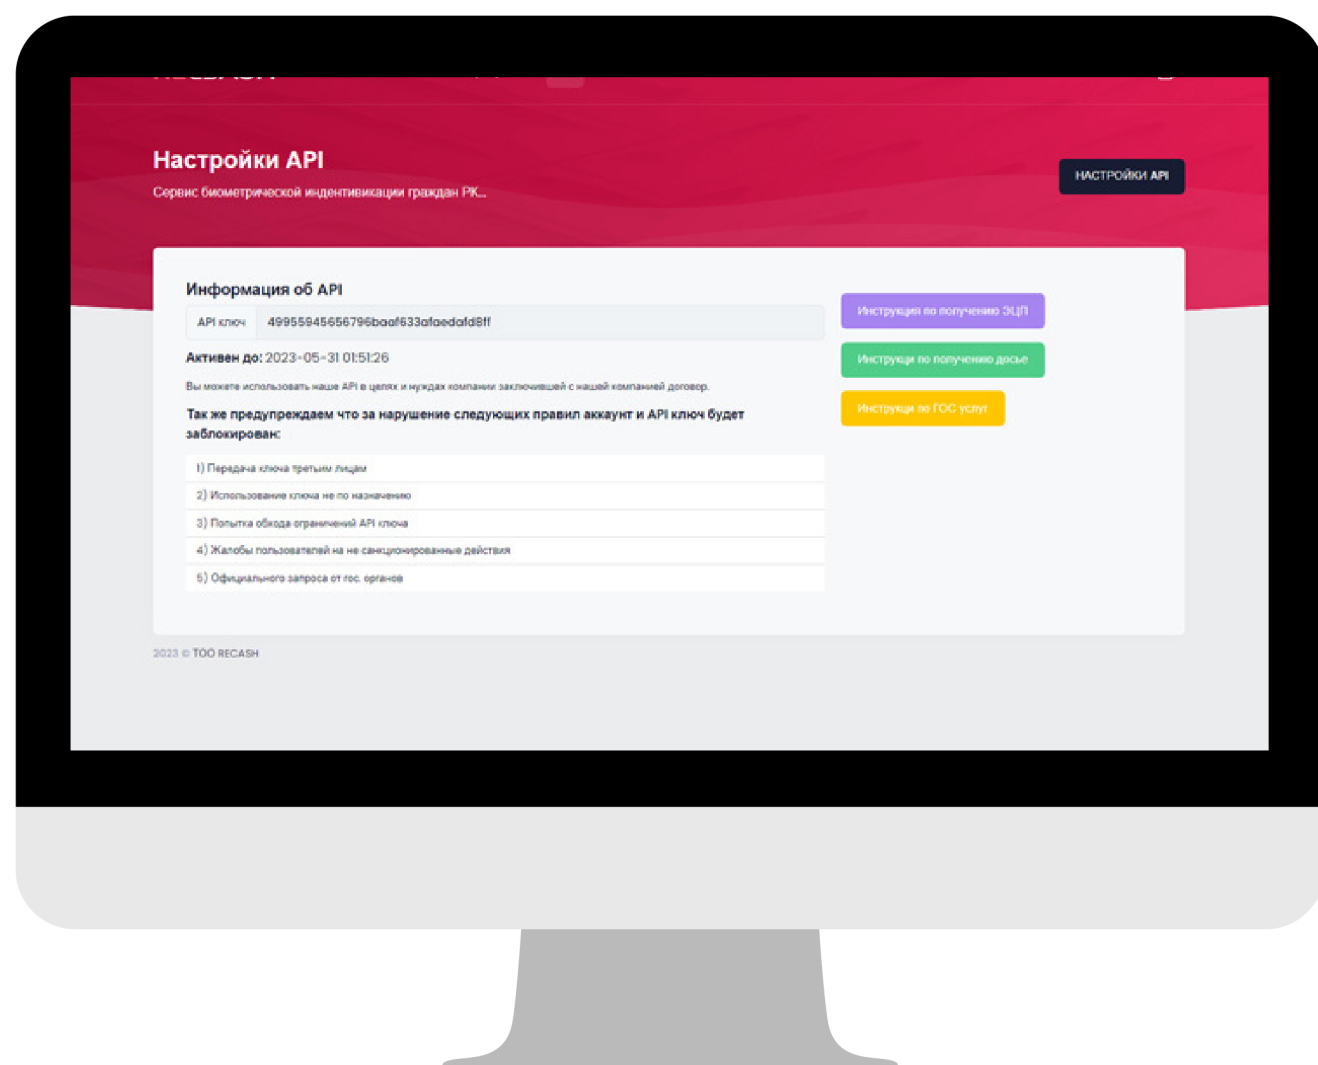 Настройки API
Сервис биометрической индентивикации граждан РК...
НАСТРОЙКИ API
Информация об API
API ключ 49955945656796baaf633afaedafd8ff
Активен до: 2023-05-31 01:51:26
Вы можете использовать наше API в целях и нуждах компании заключившей с нашей компанией договор.
Так же предупреждаем что за нарушение следующих правил аккаунт и API ключ будет
заблокирован:
1) Передача ключа третьим лицам
2) Использование ключа не по назначению
3) Попытка обхода ограничений API ключа
4) Жалобы пользователей на не санкционированные действия
5) Официального запроса от гос. органов
Инструкция по получению ЭЦП
Инструкци по получению досье
Инструкци по ГОС услуг
2023 © ТОО RECASH